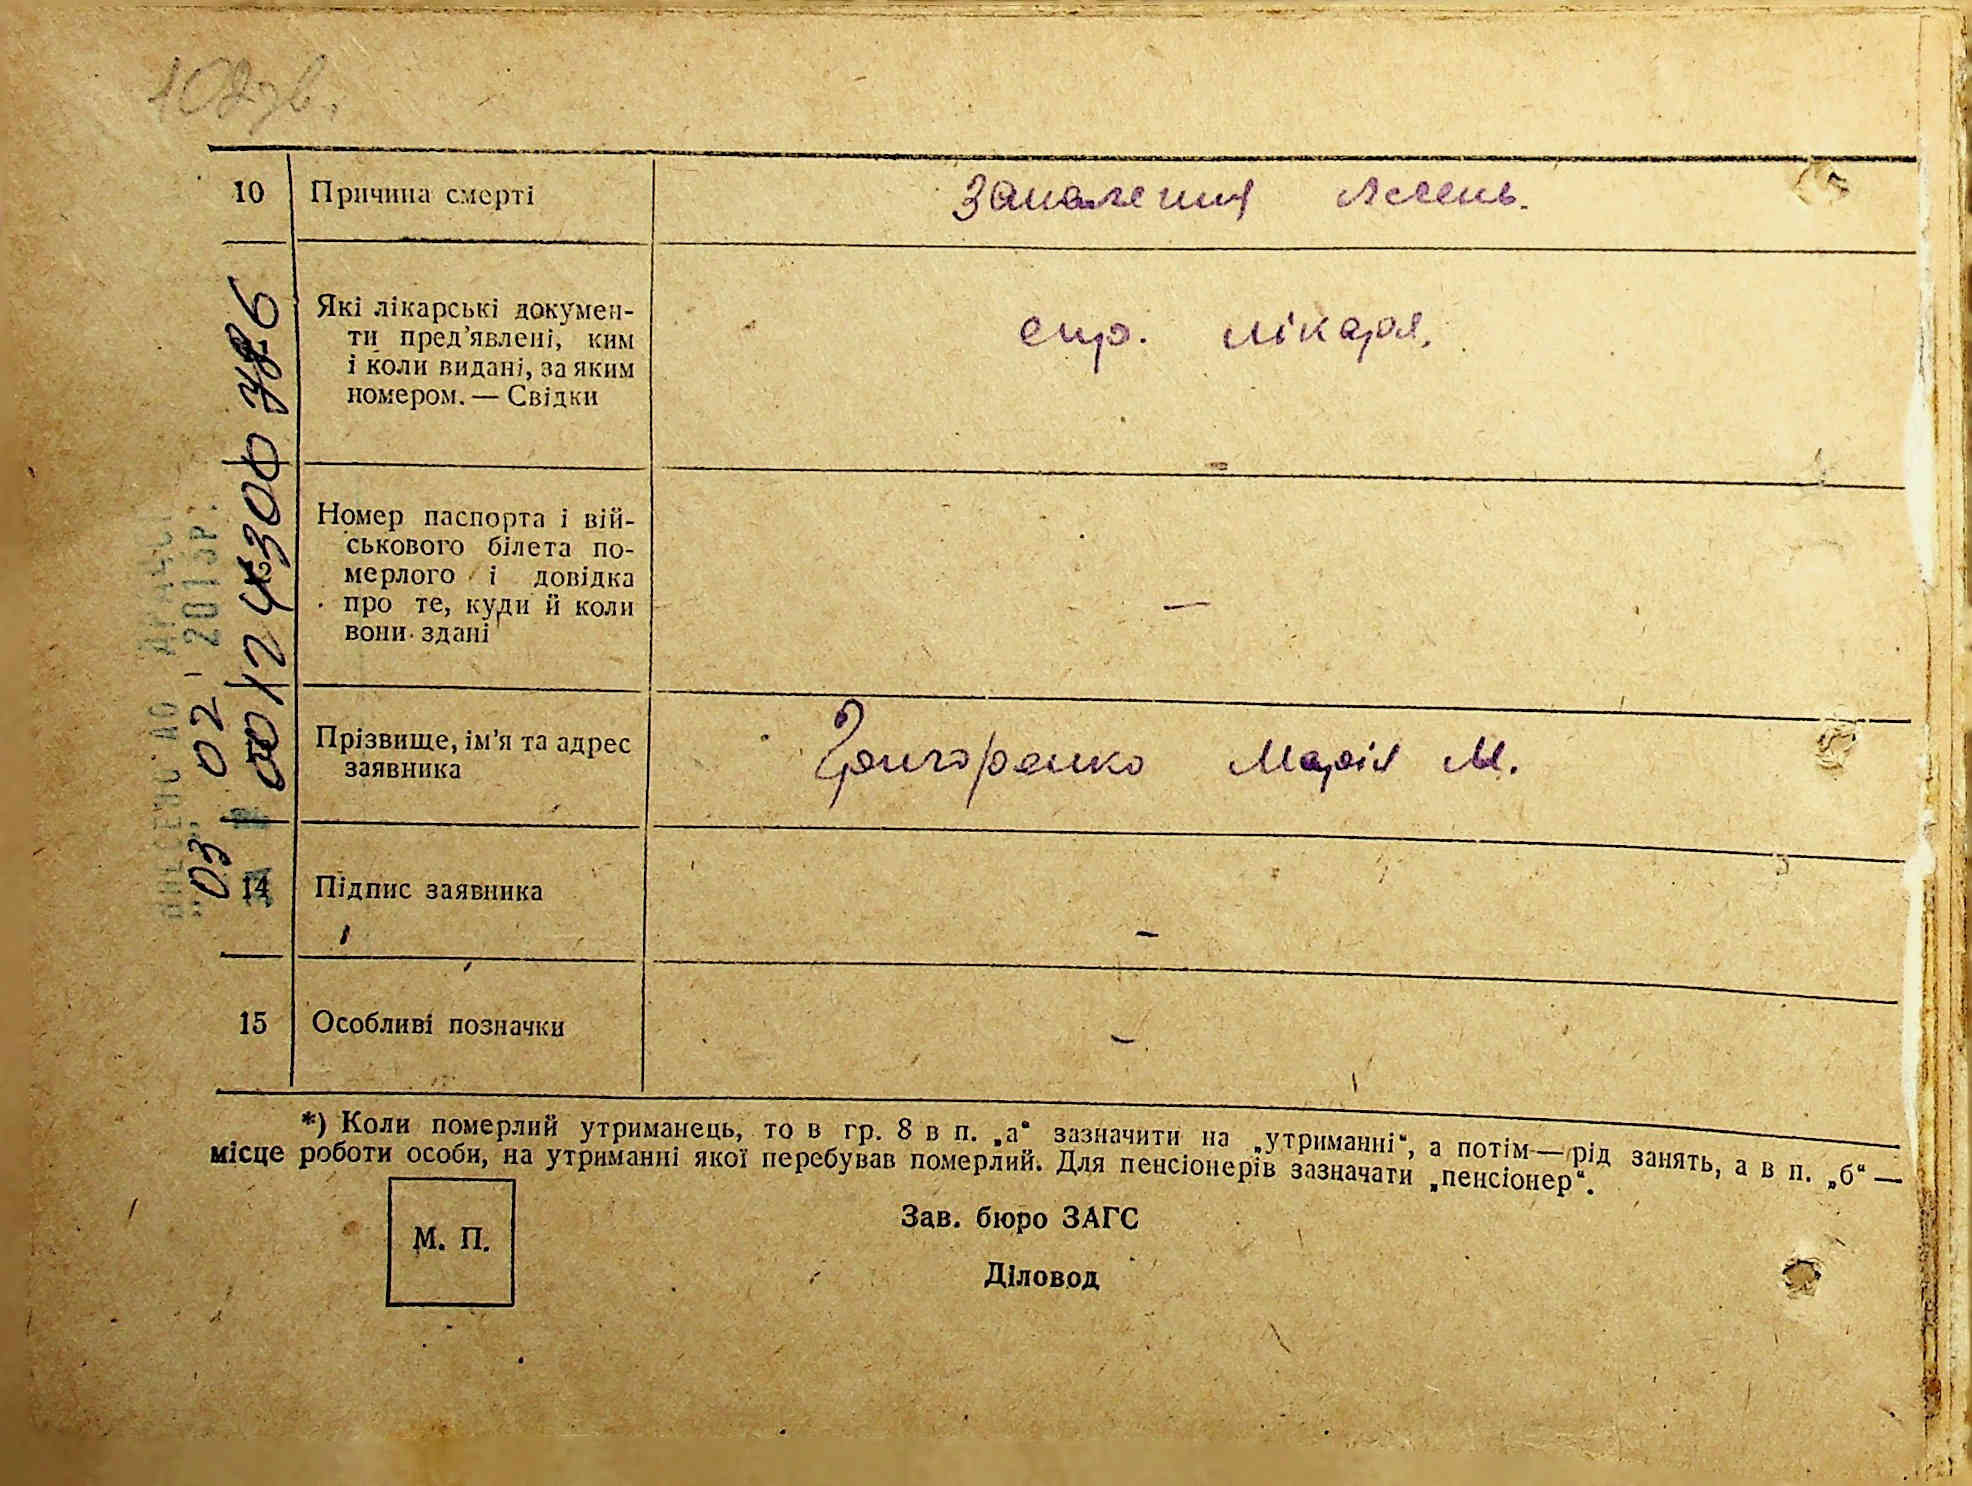 102зв.
10 Причина смерті Запалення лєгень.
Які лікарські докумен-
ти пред’явлені, ким
і коли видані, за яким
номером. — Свідки
спр. лікаря.
Номер паспорта і вій-
ськового білета по-
мерлого і довідка
про те, куди й коли
вони здані
—
Прізвище, ім’я та адрес
заявника
Гончаренко Марія М.
14 Підпис заявника –
15 Особливі позначки –
*) Коли померлий утриманець, то в гр. 8 в п. „а“ зазначити на „утриманні“, а потім—рід занять, а в п. „б“ —
місце роботи особи, на утриманні якої перебував померлий. Для пенсіонерів зазначати „пенсіонер“.
М. П.
Зав. бюро ЗАГС
Діловод
"03" 02 2015р.